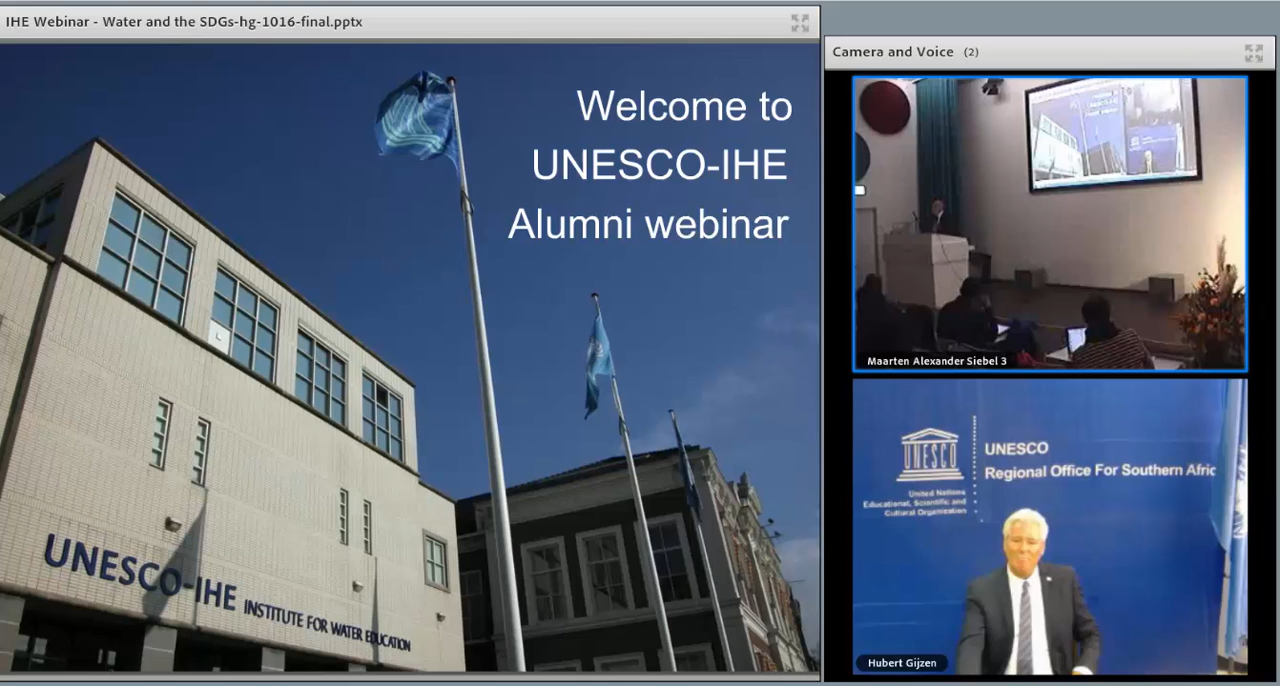 IHE Webinar - Water and the SDGs-hg-1016-final.pptx
Welcome to
UNESCO-IHE
Alumni webinar
UNESCO-IHE INSTITUTE FOR WATER EDUCATION
Camera and Voice (2)
Maarten Alexander Siebel 3
UNESCO
United Nations
Educational, Scientific and
Cultural Organization
UNESCO
Regional Office For Southern Afric
Hubert Gijzen